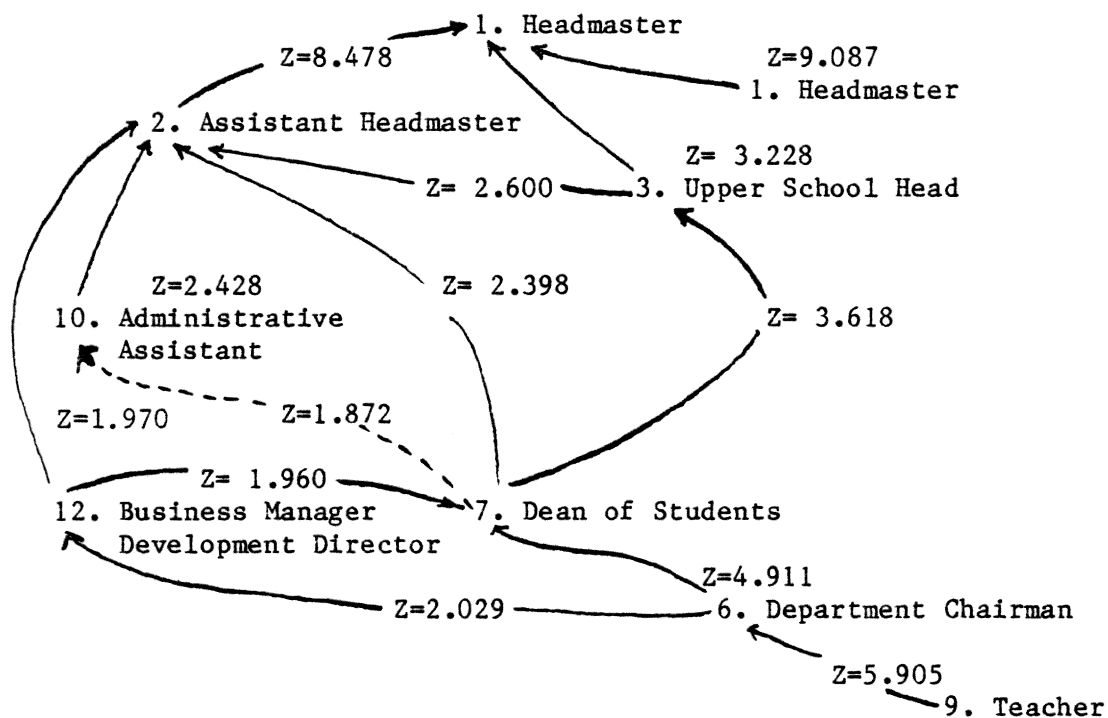 1. Headmaster
Z=8.478
Z=9.087
1. Headmaster
2. Assistant Headmaster
Z= 3.228
Z= 2.600
3. Upper School Head
Z=2.428
Z= 2.398
10. Administrative
Assistant
Z= 3.618
Z=1.970
Z=1.872
Z= 1.960
12. Business Manager
Development Director
7. Dean of Students
Z=4.911
Z=2.029
6. Department Chairman
Z=5.905
9. Teacher